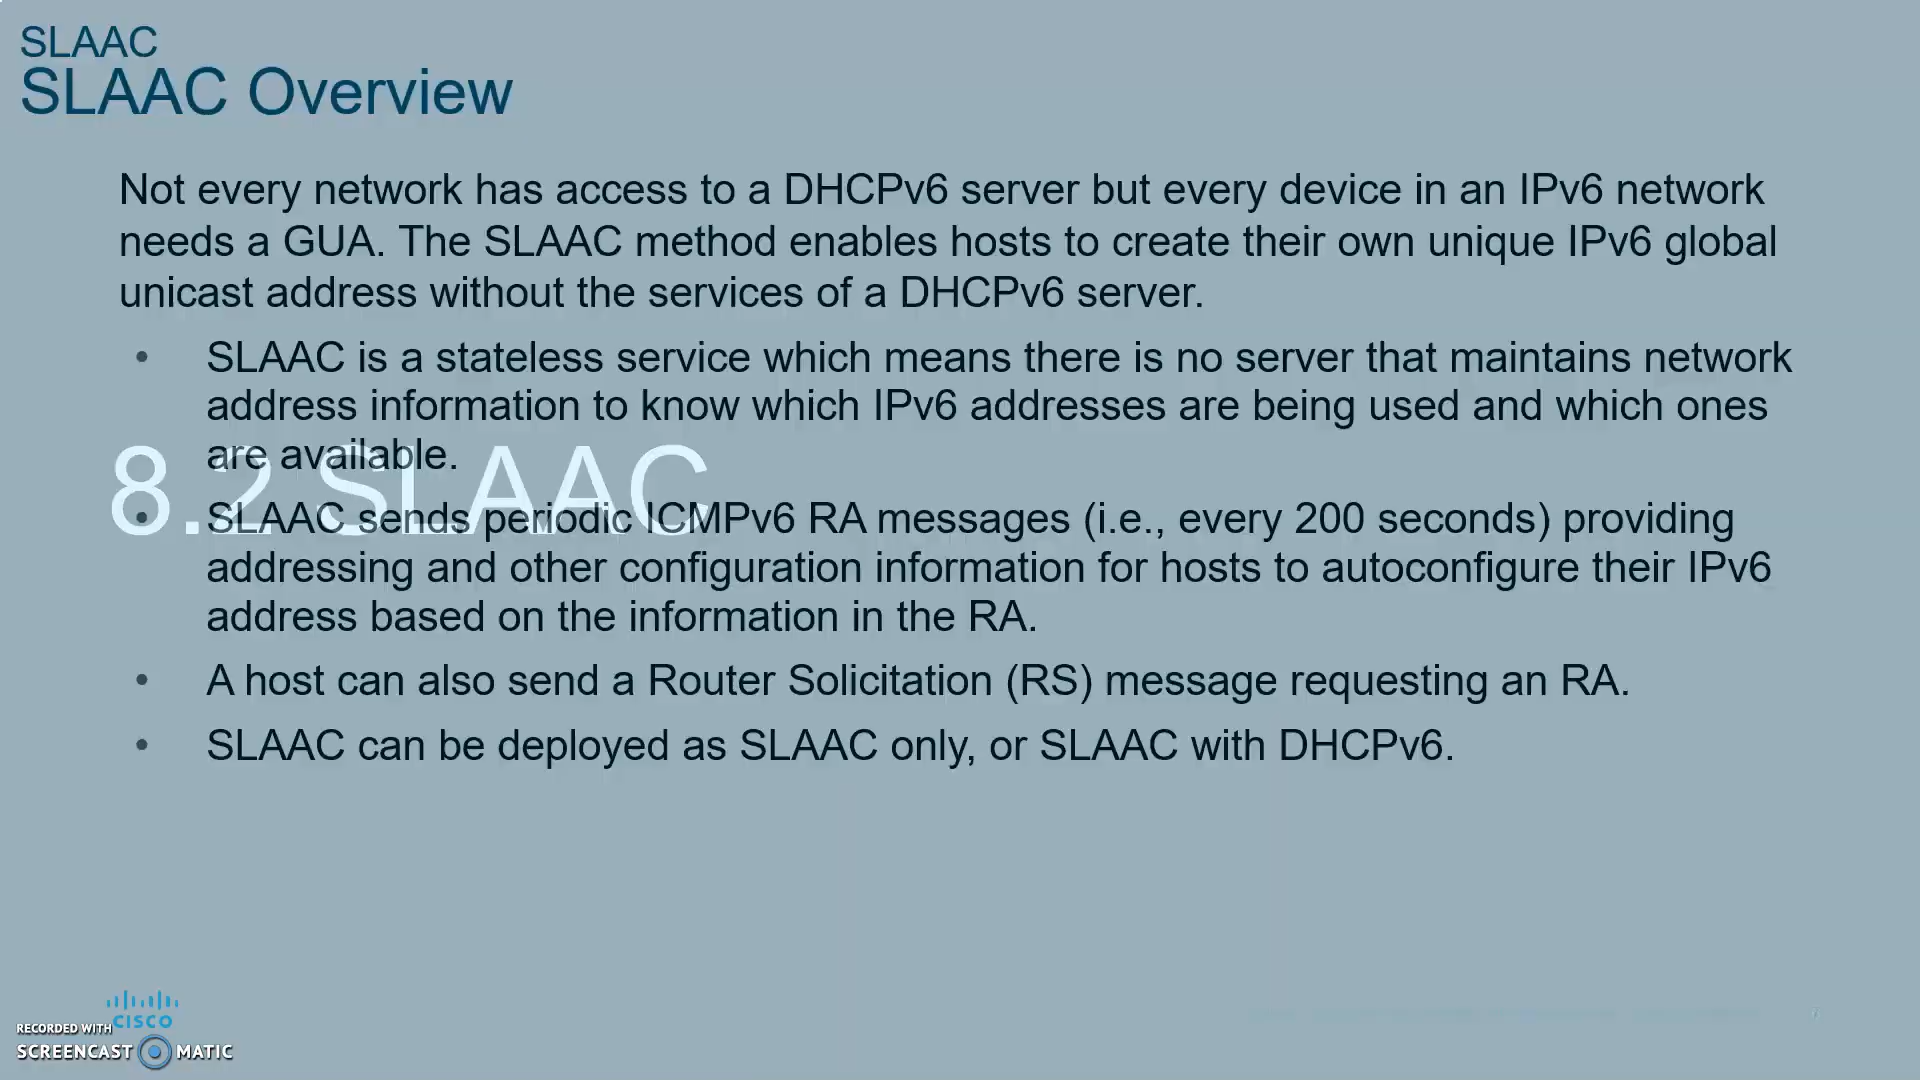 SLAAC
SLAAC Overview
Not every network has access to a DHCPv6 server but every device in an IPv6 network
needs a GUA. The SLAAC method enables hosts to create their own unique IPv6 global
unicast address without the services of a DHCPv6 server.
• SLAAC is a stateless service which means there is no server that maintains network
address information to know which IPv6 addresses are being used and which ones
are available.
8.2 SLAAC
• SLAAC sends periodic ICMPv6 RA messages (i.e., every 200 seconds) providing
addressing and other configuration information for hosts to autoconfigure their IPv6
address based on the information in the RA.
• A host can also send a Router Solicitation (RS) message requesting an RA.
• SLAAC can be deployed as SLAAC only, or SLAAC with DHCPv6.
CISCO
RECORDED WITH
SCREENCAST MATIC